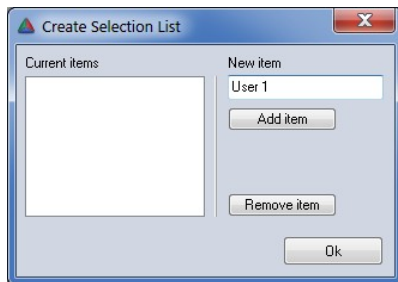 Create Selection List
Current items
New item
User 1
Add item
Remove item
Ok